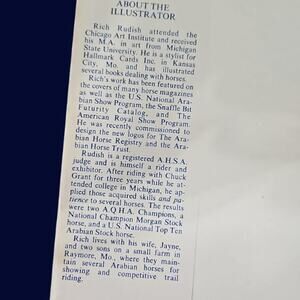 ABOUT THE
ILLUSTRATOR
Rich Rudish attended the
Chicago Art Institute and received
his M.A. in art from Michigan
State University. He is a stylist for
Hallmark Cards Inc. in Kansas
City, Mo. and has illustrated
several books dealing with horses.
Rich's work has been featured on
the covers of many horse magazines
as well as the U.S. National Ara-
bian Show Program, the Snaffle Bit
Futurity Catalog, and The
American Royal Show Program.
He was recently commissioned to
design the new logos for The Ara-
bian Horse Registry and the Ara-
bian Horse Trust.
Rudish is a registered A.H.S.A.
judge and is himself a rider and
exhibitor. After riding with Chuck
Grant for three years while he at-
tended college in Michigan, he ap-
plied those acquired skills and pa-
tience to several horses. The results
were two A.Q.H.A. Champions, a
National Champion Morgan Stock
horse, and a U.S. National Top Ten
Arabian Stock horse.
Rich lives with his wife, Jayne,
and two sons on a small farm in
Raymore, Mo., where they main-
tain several Arabian horses for
showing and competitive trail
riding.